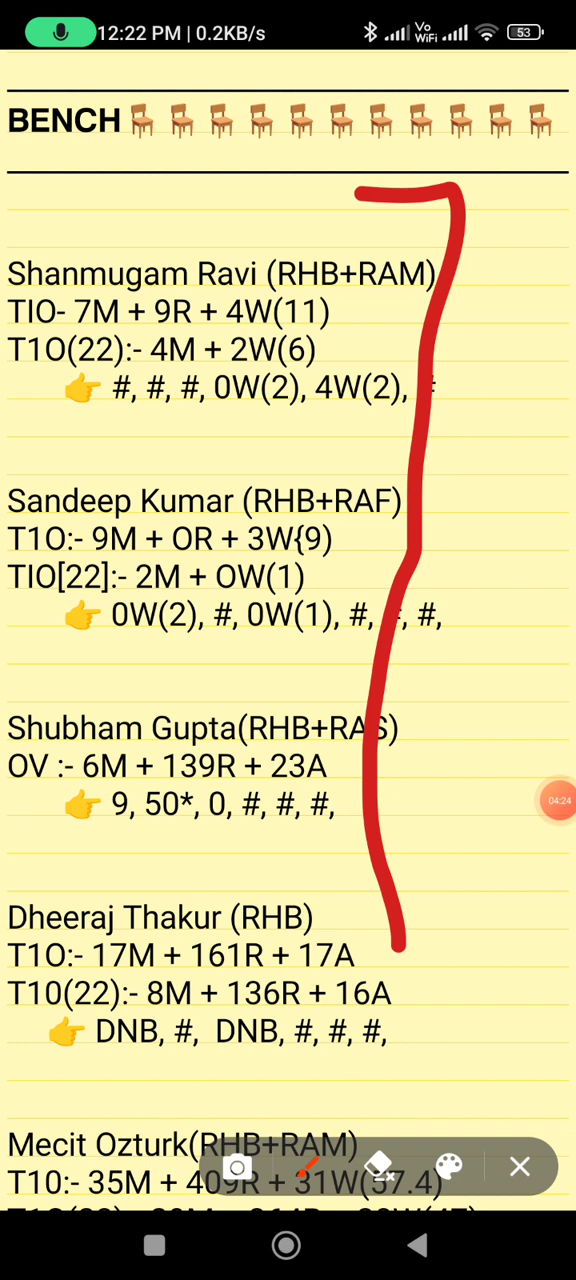 12:22 PM | 0.2KB/s Vo WiFi 53
BENCH
Shanmugam Ravi (RHB+RAM)
TIO- 7M + 9R + 4W(11)
T1O(22):- 4M + 2W(6)
👉 #, #, #, 0W(2), 4W(2), #
Sandeep Kumar (RHB+RAF)
T1O:- 9M + OR + 3W{9)
TIO[22]:- 2M + OW(1)
👉 0W(2), #, 0W(1), #, #, #,
Shubham Gupta(RHB+RAS)
OV :- 6M + 139R + 23A
👉 9, 50*, 0, #, #, #,
04:24
Dheeraj Thakur (RHB)
T1O:- 17M + 161R + 17A
T10(22):- 8M + 136R + 16A
👉 DNB, #, DNB, #, #, #,
Mecit Ozturk(RHB+RAM)
T10:- 35M + 409R + 31W(57.4)